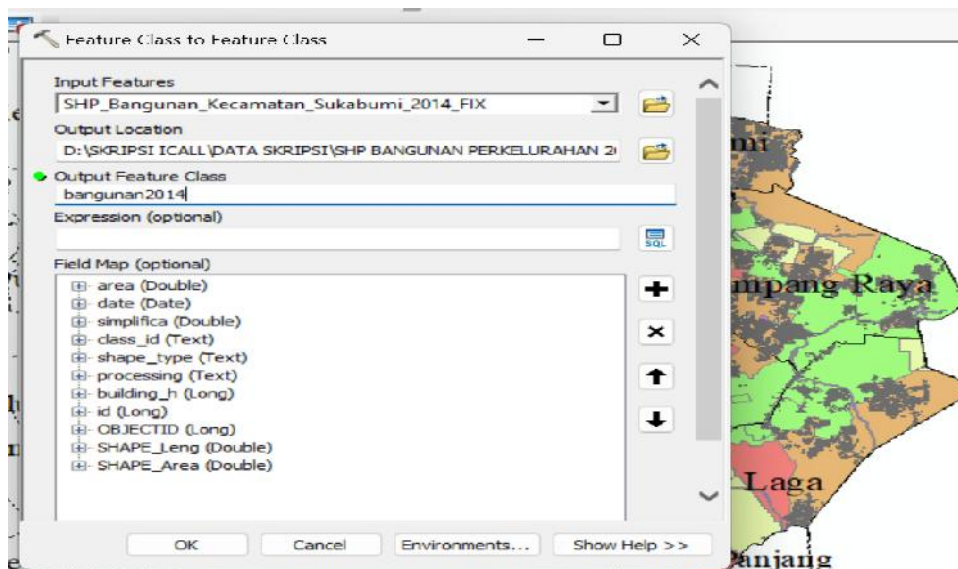 Feature Class to Feature Class
Input Features
SHP_Bangunan_Kecamatan_Sukabumi_2014_FIX
Output Location
D:\SKRIPSI ICALL\DATA SKRIPSI\SHP BANGUNAN PERKELURAHAN 2
Output Feature Class
bangunan2014
Expression (optional)
SQL
Field Map (optional)
area (Double)
date (Date)
simplifica (Double)
class_id (Text)
shape_type (Text)
processing (Text)
building_h (Long)
id (Long)
OBJECTID (Long)
SHAPE_Leng (Double)
SHAPE_Area (Double)
OK
Cancel
Environments...
Show Help >>
mi
mpang Raya
Laga
Panjang